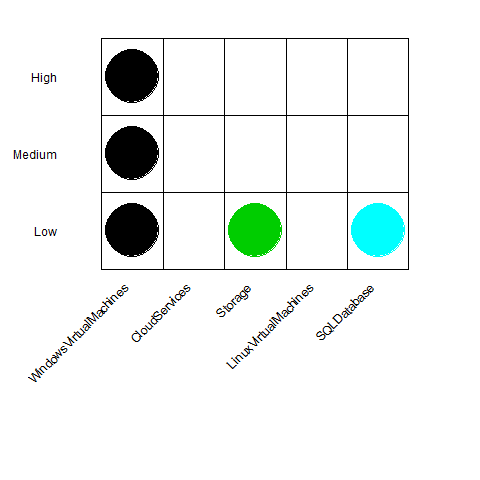 High
Medium
Low
WindowsVirtualMachines
CloudServices
Storage
LinuxVirtualMachines
SQLDatabase